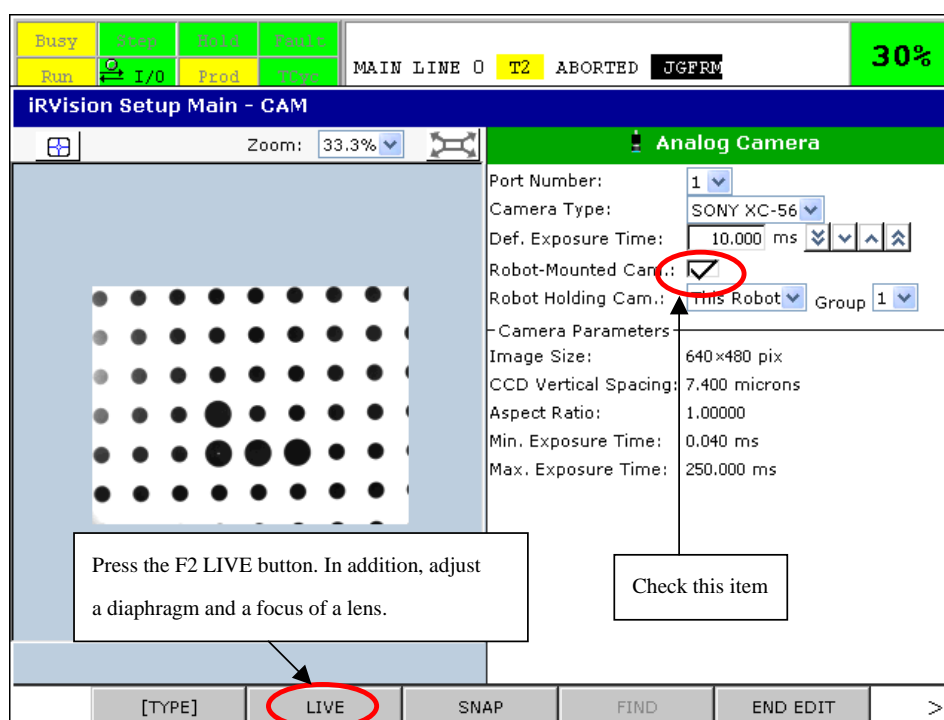 Busy Step Hold Fault
Run I/O Prod TCyc
MAIN LINE 0 T2 ABORTED JGFRM
30%
iRVision Setup Main - CAM
Zoom: 33.3%
Analog Camera
Port Number: 1
Camera Type: SONY XC-56
Def. Exposure Time: 10.000 ms
Robot-Mounted Cam.:
Robot Holding Cam.: This Robot Group 1
Camera Parameters
Image Size: 640×480 pix
CCD Vertical Spacing: 7.400 microns
Aspect Ratio: 1.00000
Min. Exposure Time: 0.040 ms
Max. Exposure Time: 250.000 ms
Press the F2 LIVE button. In addition, adjust
a diaphragm and a focus of a lens.
Check this item
[TYPE] LIVE SNAP FIND END EDIT >